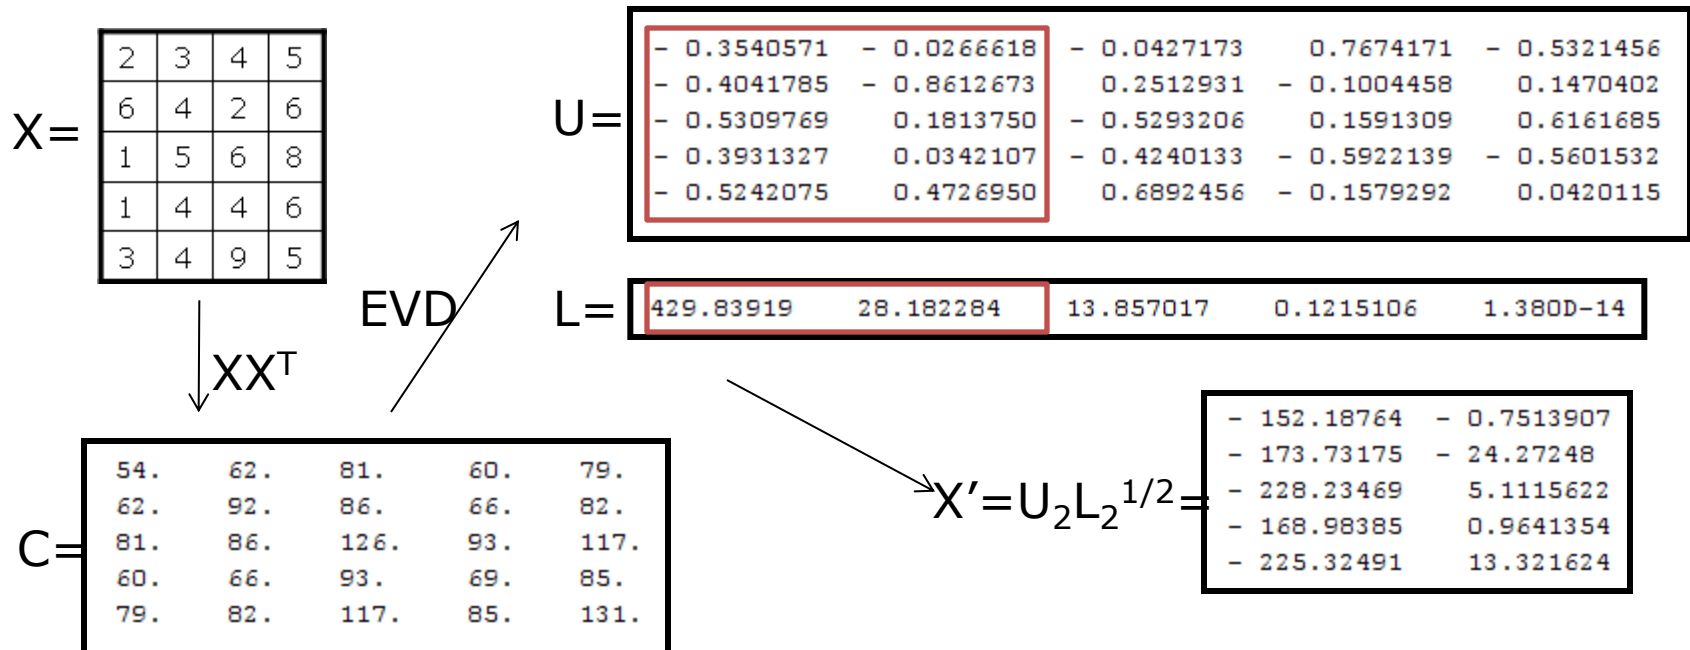 X=
2 3 4 5
6 4 2 6
1 5 6 8
1 4 4 6
3 4 9 5
U=
- 0.3540571 - 0.0266618 - 0.0427173 0.7674171 - 0.5321456
- 0.4041785 - 0.8612673 0.2512931 - 0.1004458 0.1470402
- 0.5309769 0.1813750 - 0.5293206 0.1591309 0.6161685
- 0.3931327 0.0342107 - 0.4240133 - 0.5922139 - 0.5601532
- 0.5242075 0.4726950 0.6892456 - 0.1579292 0.0420115
EVD
L=
429.83919 28.182284 13.857017 0.1215106 1.380D-14
XXᵀ
C=
54. 62. 81. 60. 79.
62. 92. 86. 66. 82.
81. 86. 126. 93. 117.
60. 66. 93. 69. 85.
79. 82. 117. 85. 131.
X'=U₂L₂¹/²=
- 152.18764 - 0.7513907
- 173.73175 - 24.27248
- 228.23469 5.1115622
- 168.98385 0.9641354
- 225.32491 13.321624